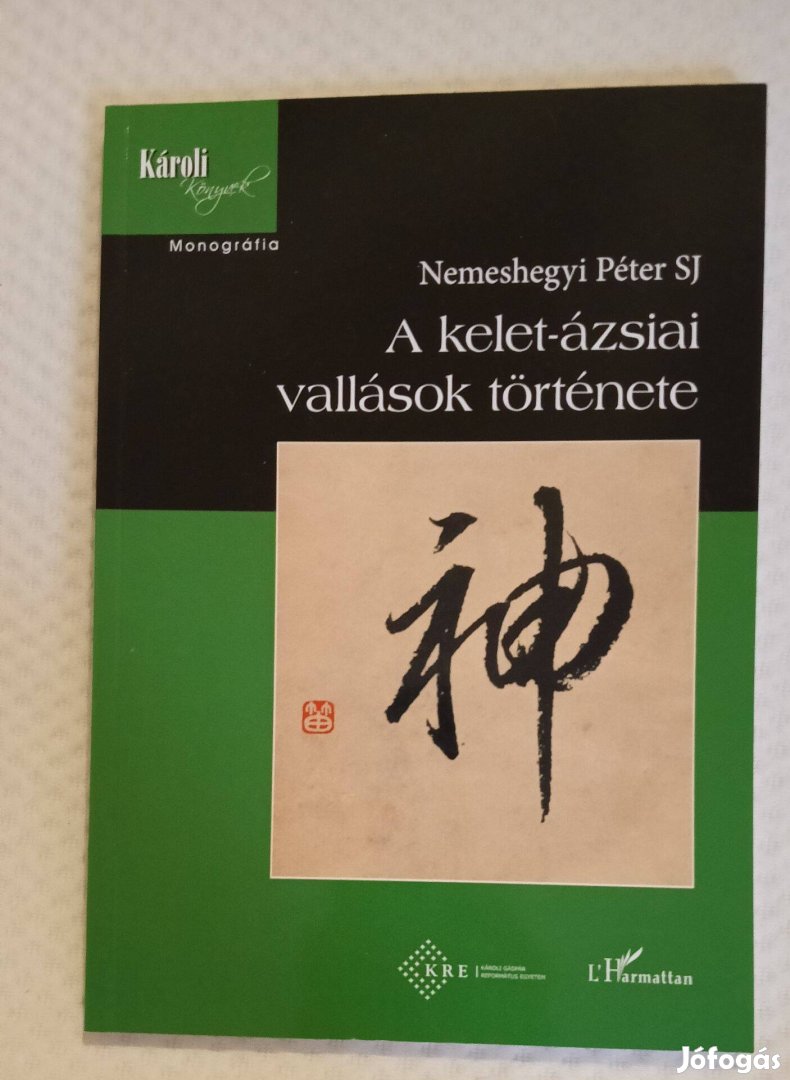 Károli
Könyvek
Monográfia
Nemeshegyi Péter SJ
A kelet-ázsiai
vallások története
神
KRE
KÁROLI GÁSPÁR
REFORMÁTUS EGYETEM
L'Harmattan
Jófogás